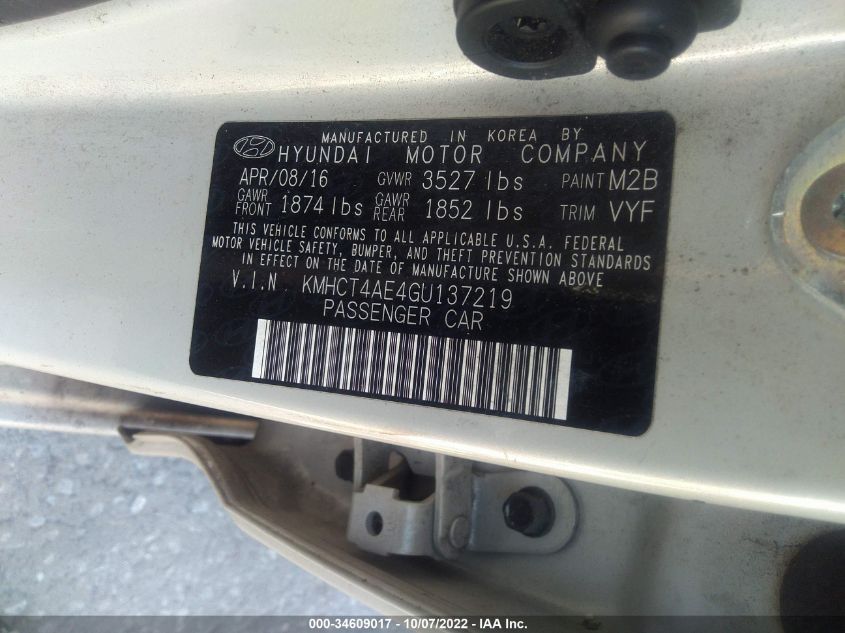 MANUFACTURED IN KOREA BY
HYUNDAI MOTOR COMPANY
APR/08/16 GVWR 3527 lbs PAINT M2B
GAWR FRONT 1874 lbs GAWR REAR 1852 lbs TRIM VYF
THIS VEHICLE CONFORMS TO ALL APPLICABLE U.S.A. FEDERAL
MOTOR VEHICLE SAFETY, BUMPER, AND THEFT PREVENTION STANDARDS
IN EFFECT ON THE DATE OF MANUFACTURE SHOWN ABOVE
V.I.N. KMHCT4AE4GU137219
PASSENGER CAR
000-34609017 - 10/07/2022 - IAA Inc.